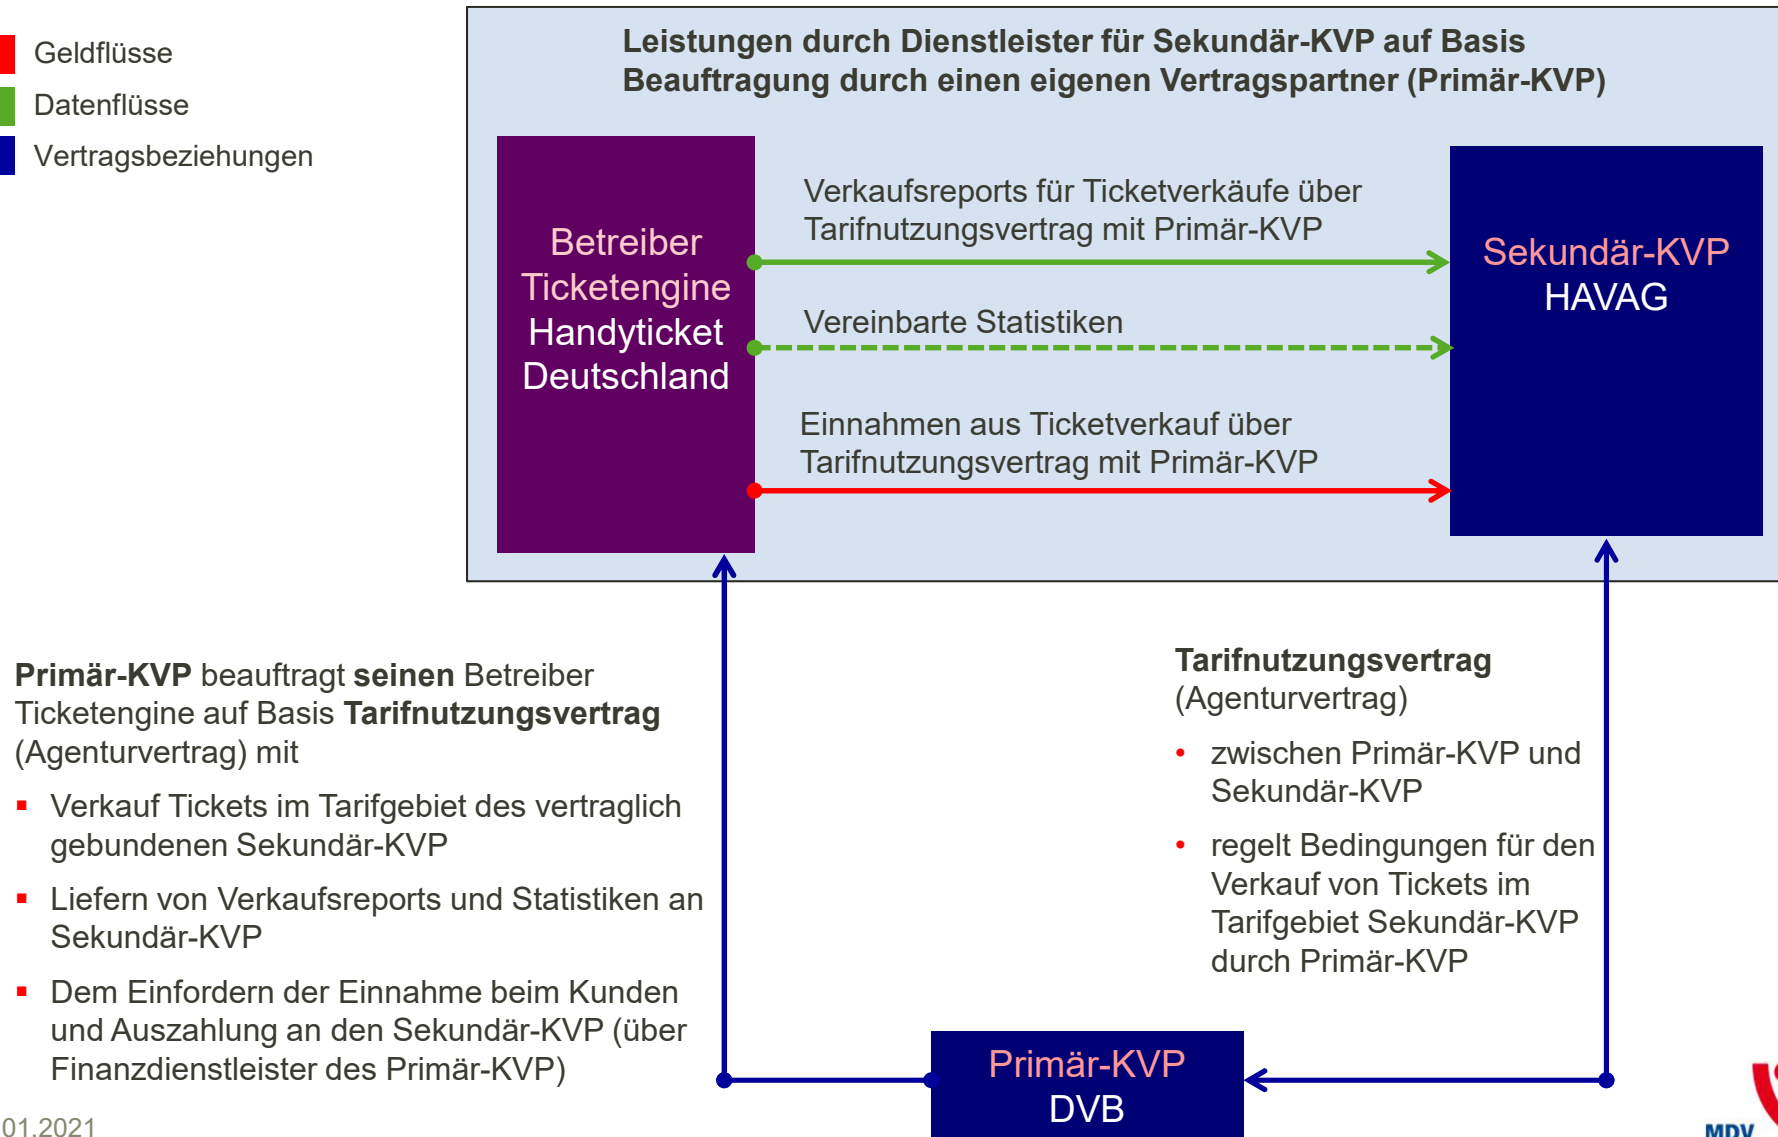 Geldflüsse
Datenflüsse
Vertragsbeziehungen
Leistungen durch Dienstleister für Sekundär-KVP auf Basis
Beauftragung durch einen eigenen Vertragspartner (Primär-KVP)
Betreiber
Ticketengine
Handyticket
Deutschland
Verkaufsreports für Ticketverkäufe über
Tarifnutzungsvertrag mit Primär-KVP
Vereinbarte Statistiken
Einnahmen aus Ticketverkauf über
Tarifnutzungsvertrag mit Primär-KVP
Sekundär-KVP
HAVAG
Primär-KVP beauftragt seinen Betreiber
Ticketengine auf Basis Tarifnutzungsvertrag
(Agenturvertrag) mit
▪ Verkauf Tickets im Tarifgebiet des vertraglich
gebundenen Sekundär-KVP
▪ Liefern von Verkaufsreports und Statistiken an
Sekundär-KVP
▪ Dem Einfordern der Einnahme beim Kunden
und Auszahlung an den Sekundär-KVP (über
Finanzdienstleister des Primär-KVP)
Tarifnutzungsvertrag
(Agenturvertrag)
• zwischen Primär-KVP und
Sekundär-KVP
• regelt Bedingungen für den
Verkauf von Tickets im
Tarifgebiet Sekundär-KVP
durch Primär-KVP
Primär-KVP
DVB
01.2021
MDV